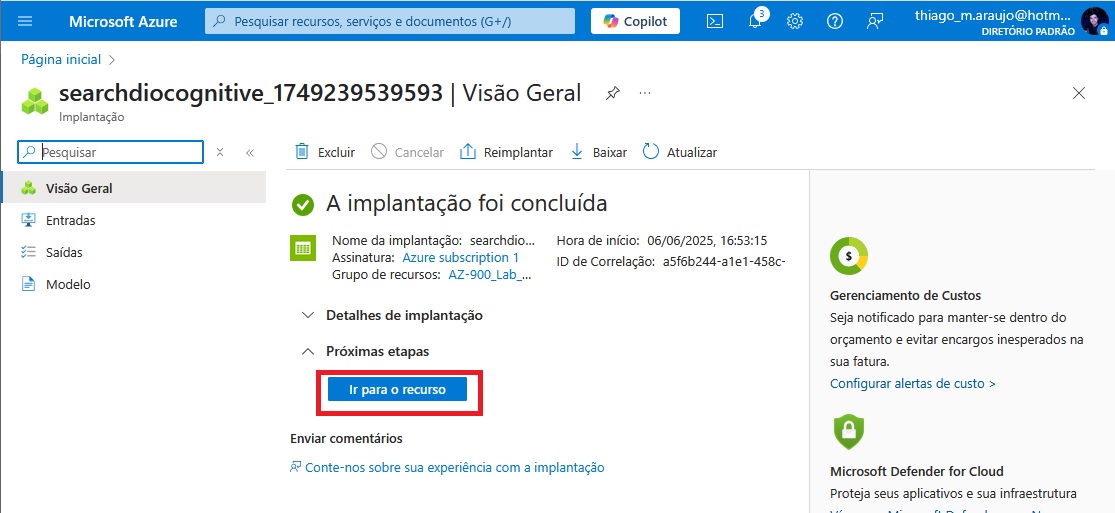 Microsoft Azure
Pesquisar recursos, serviços e documentos (G+/)
Copilot
3
thiago_m.araujo@hotm...
DIRETÓRIO PADRÃO
Página inicial
searchdiocognitive_1749239539593 | Visão Geral
...
Implantação
Pesquisar
Excluir
Cancelar
Reimplantar
Baixar
Atualizar
Visão Geral
Entradas
Saídas
Modelo
A implantação foi concluída
Nome da implantação: searchdio...
Assinatura: Azure subscription 1
Grupo de recursos: AZ-900_Lab_...
Hora de início: 06/06/2025, 16:53:15
ID de Correlação: a5f6b244-a1e1-458c-
Detalhes de implantação
Próximas etapas
Ir para o recurso
Enviar comentários
Conte-nos sobre sua experiência com a implantação
$
Gerenciamento de Custos
Seja notificado para manter-se dentro do
orçamento e evitar encargos inesperados na
sua fatura.
Configurar alertas de custo >
Microsoft Defender for Cloud
Proteja seus aplicativos e sua infraestrutura